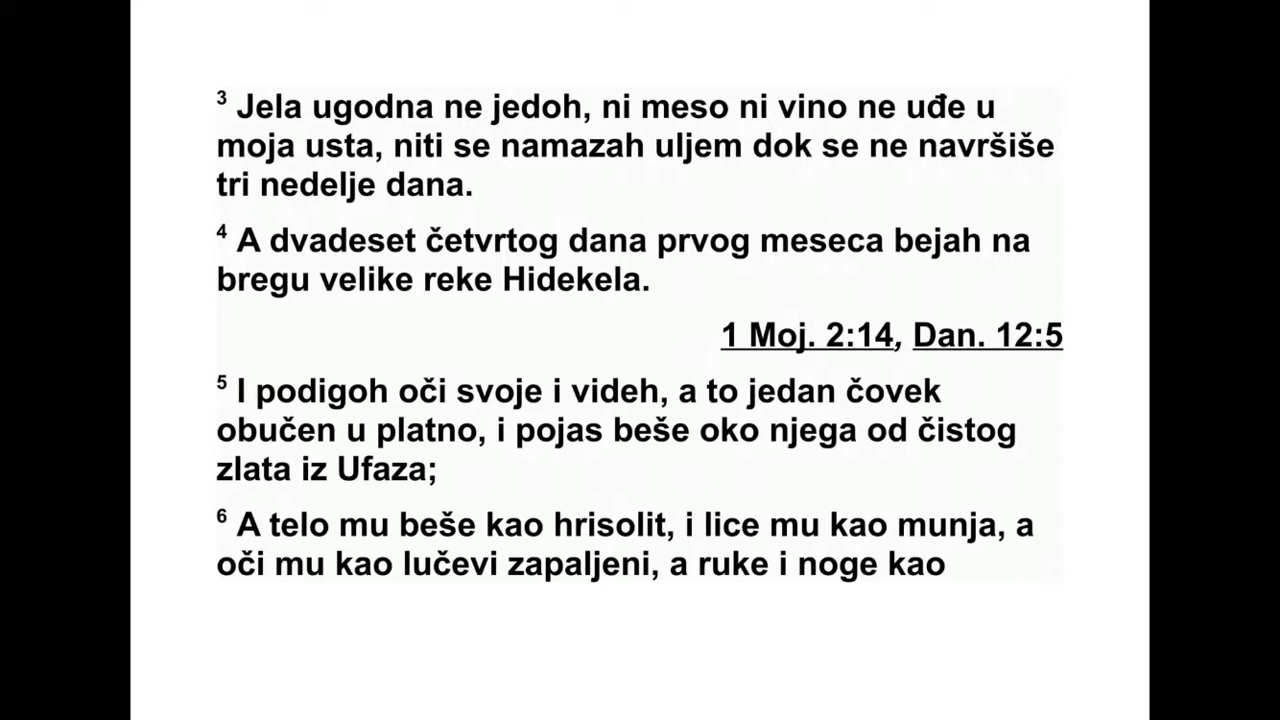 3 Jela ugodna ne jedoh, ni meso ni vino ne uđe u
moja usta, niti se namazah uljem dok se ne navršiše
tri nedelje dana.
4 A dvadeset četvrtog dana prvog meseca bejah na
bregu velike reke Hidekela.
1 Moj. 2:14, Dan. 12:5
5 I podigoh oči svoje i videh, a to jedan čovek
obučen u platno, i pojas beše oko njega od čistog
zlata iz Ufaza;
6 A telo mu beše kao hrisolit, i lice mu kao munja, a
oči mu kao lučevi zapaljeni, a ruke i noge kao